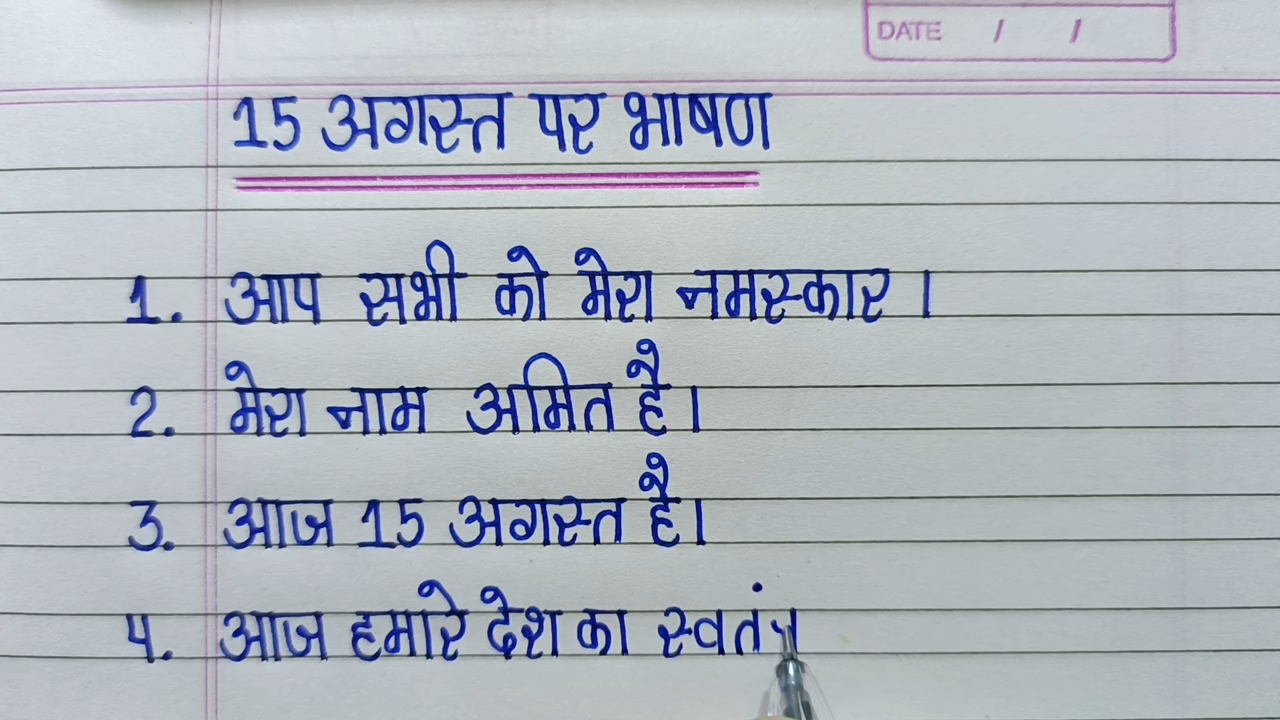 DATE / /
15 अगस्त पर भाषण
1. आप सभी को मेरा नमस्कार ।
2. मेरा नाम अमित है।
3. आज 15 अगस्त है।
4. आज हमारे देश का